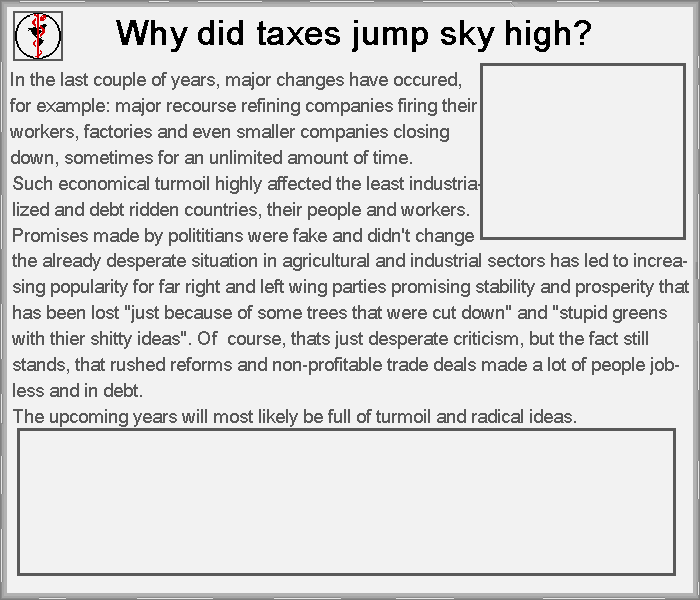 Why did taxes jump sky high?
In the last couple of years, major changes have occured,
for example: major recourse refining companies firing their
workers, factories and even smaller companies closing
down, sometimes for an unlimited amount of time.
Such economical turmoil highly affected the least industria-
lized and debt ridden countries, their people and workers.
Promises made by polititians were fake and didn't change
the already desperate situation in agricultural and industrial sectors has led to increa-
sing popularity for far right and left wing parties promising stability and prosperity that
has been lost "just because of some trees that were cut down" and "stupid greens
with thier shitty ideas". Of  course, thats just desperate criticism, but the fact still
stands, that rushed reforms and non-profitable trade deals made a lot of people job-
less and in debt.
The upcoming years will most likely be full of turmoil and radical ideas.